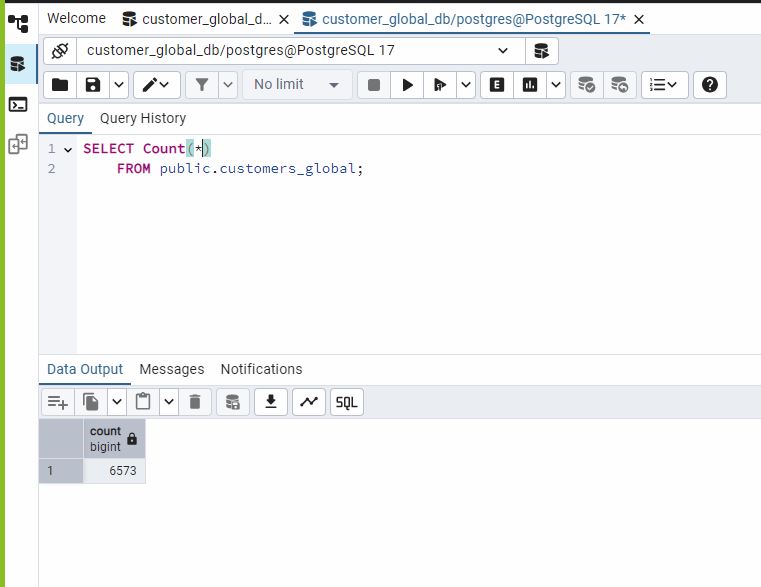 Welcome customer_global_d... customer_global_db/postgres@PostgreSQL 17*
customer_global_db/postgres@PostgreSQL 17
No limit E
Query Query History
1 SELECT Count(*)
2 FROM public.customers_global;
Data Output Messages Notifications
SQL
count
bigint
1 6573